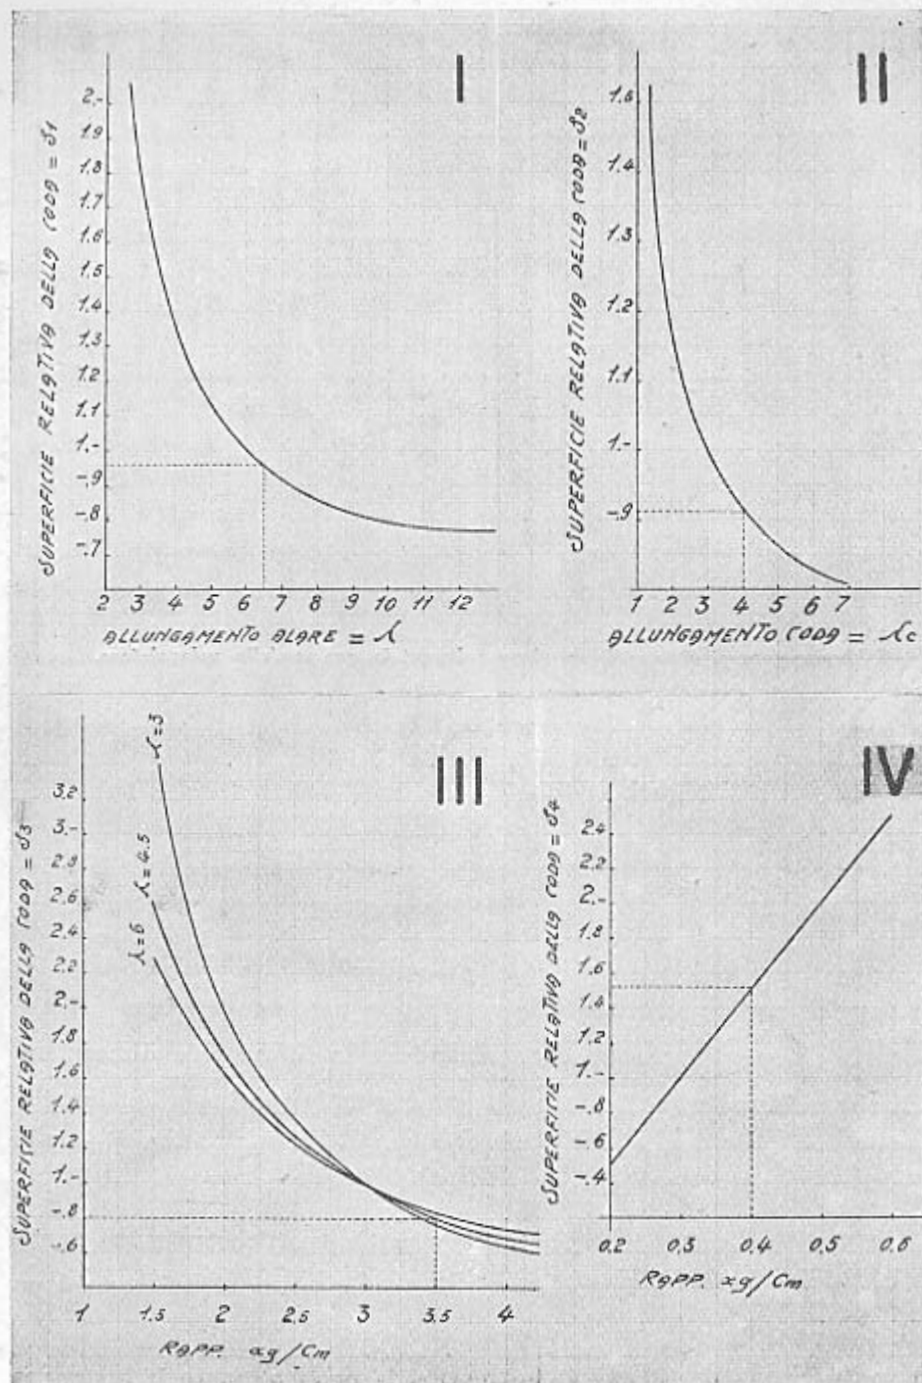 I
SUPERFICIE RELATIVA DELLA CODA = S1
2.-
1.9
1.8
1.7
1.6
1.5
1.4
1.3
1.2
1.1
1.-
-.9
-.8
-.7
2 3 4 5 6 7 8 9 10 11 12
ALLUNGAMENTO ALARE = λ
II
SUPERFICIE RELATIVA DELLA CODA = S2
1.6
1.4
1.3
1.2
1.1
1.-
-.9
1 2 3 4 5 6 7
ALLUNGAMENTO CODA = λc
III
SUPERFICIE RELATIVA DELLA CODA = S3
λ=3
λ=4.5
λ=6
3.2
3.-
2.9
2.6
2.4
2.2
2.-
1.8
1.6
1.4
1.2
1.-
-.8
-.6
1 1.5 2 2.5 3 3.5 4
RAPP. xg/Cm
IV
SUPERFICIE RELATIVA DELLA CODA = S4
2.4
2.2
2.-
1.8
1.6
1.4
1.2
1.-
-.8
-.6
-.4
0.2 0.3 0.4 0.5 0.6
RAPP. xg/Cm